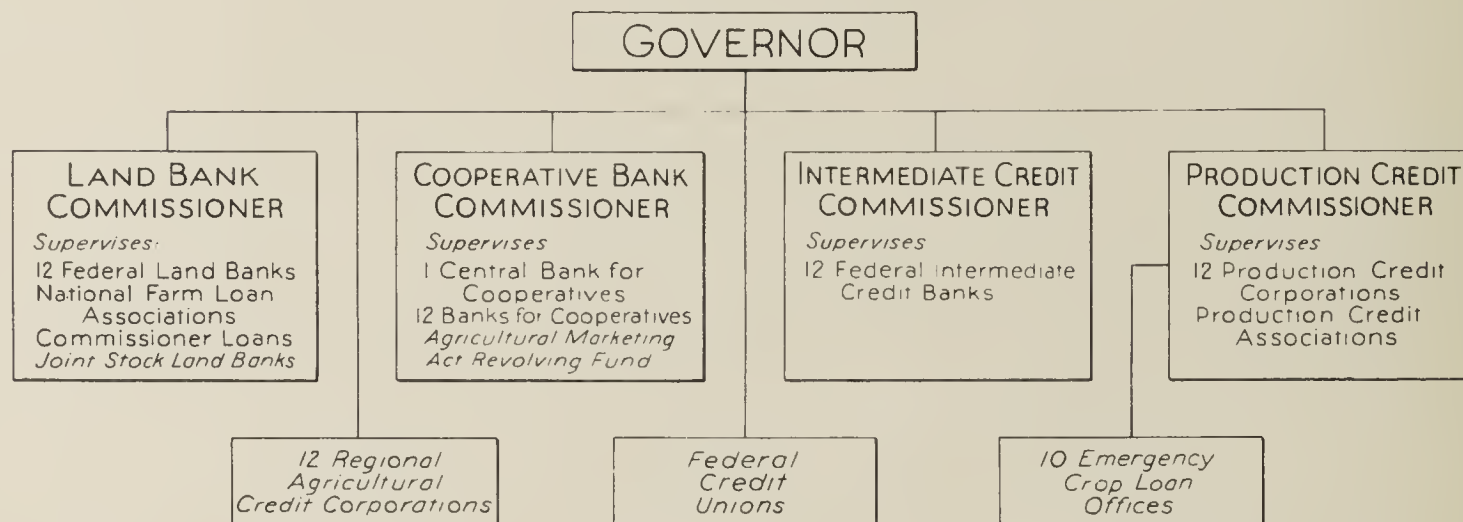 GOVERNOR
LAND BANK
COMMISSIONER
Supervises:
12 Federal Land Banks
National Farm Loan
Associations
Commissioner Loans
Joint Stock Land Banks
COOPERATIVE BANK
COMMISSIONER
Supervises
1 Central Bank for
Cooperatives
12 Banks for Cooperatives
Agricultural Marketing
Act Revolving Fund
INTERMEDIATE CREDIT
COMMISSIONER
Supervises
12 Federal Intermediate
Credit Banks
PRODUCTION CREDIT
COMMISSIONER
Supervises
12 Production Credit
Corporations
Production Credit
Associations
12 Regional
Agricultural
Credit Corporations
Federal
Credit
Unions
10 Emergency
Crop Loan
Offices